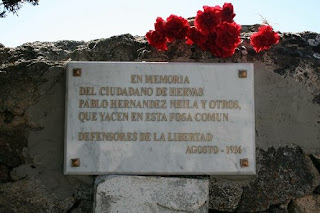 EN MEMORIA
DEL CIUDADANO DE HERVAS
PABLO HERNANDEZ NEILA Y OTROS,
QUE YACEN EN ESTA FOSA COMUN
DEFENSORES DE LA LIBERTAD
AGOSTO - 1936